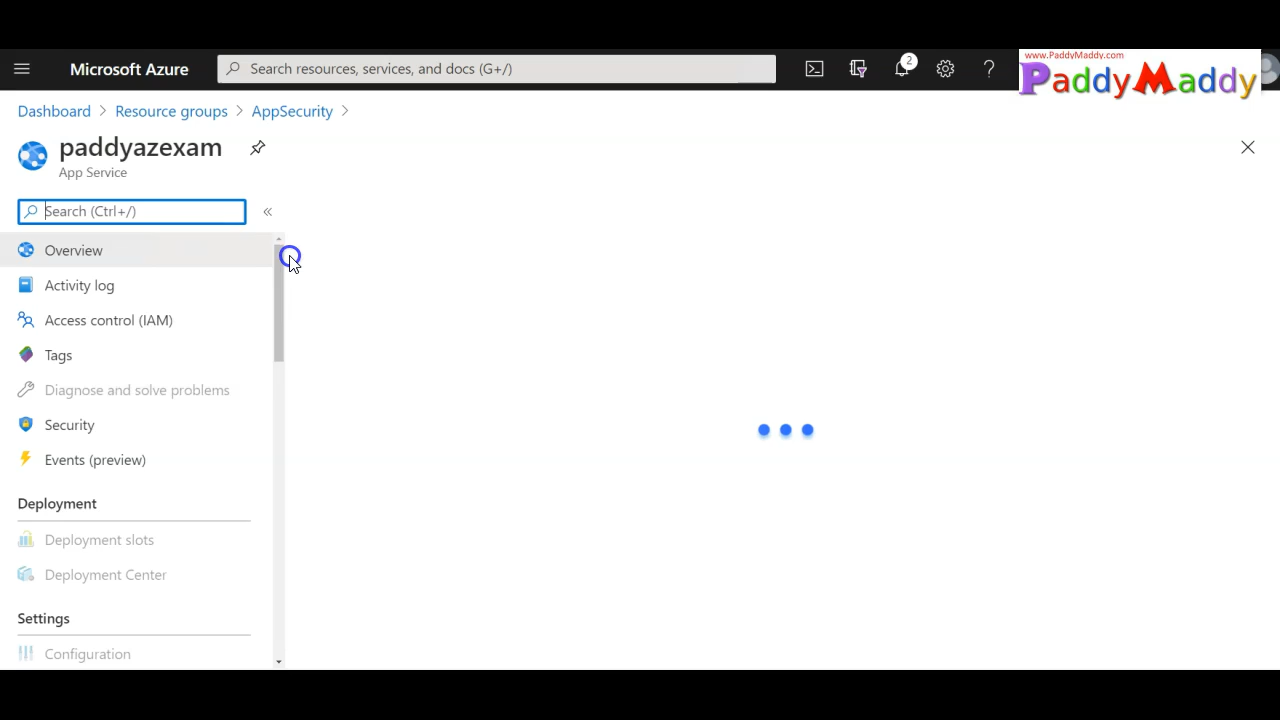 www.PaddyMaddy.com
PaddyMaddy
Microsoft Azure
Search resources, services, and docs (G+/)
2
Dashboard > Resource groups > AppSecurity >
paddyazexam
App Service
Search (Ctrl+/)
«
Overview
Activity log
Access control (IAM)
Tags
Diagnose and solve problems
Security
Events (preview)
Deployment
Deployment slots
Deployment Center
Settings
Configuration